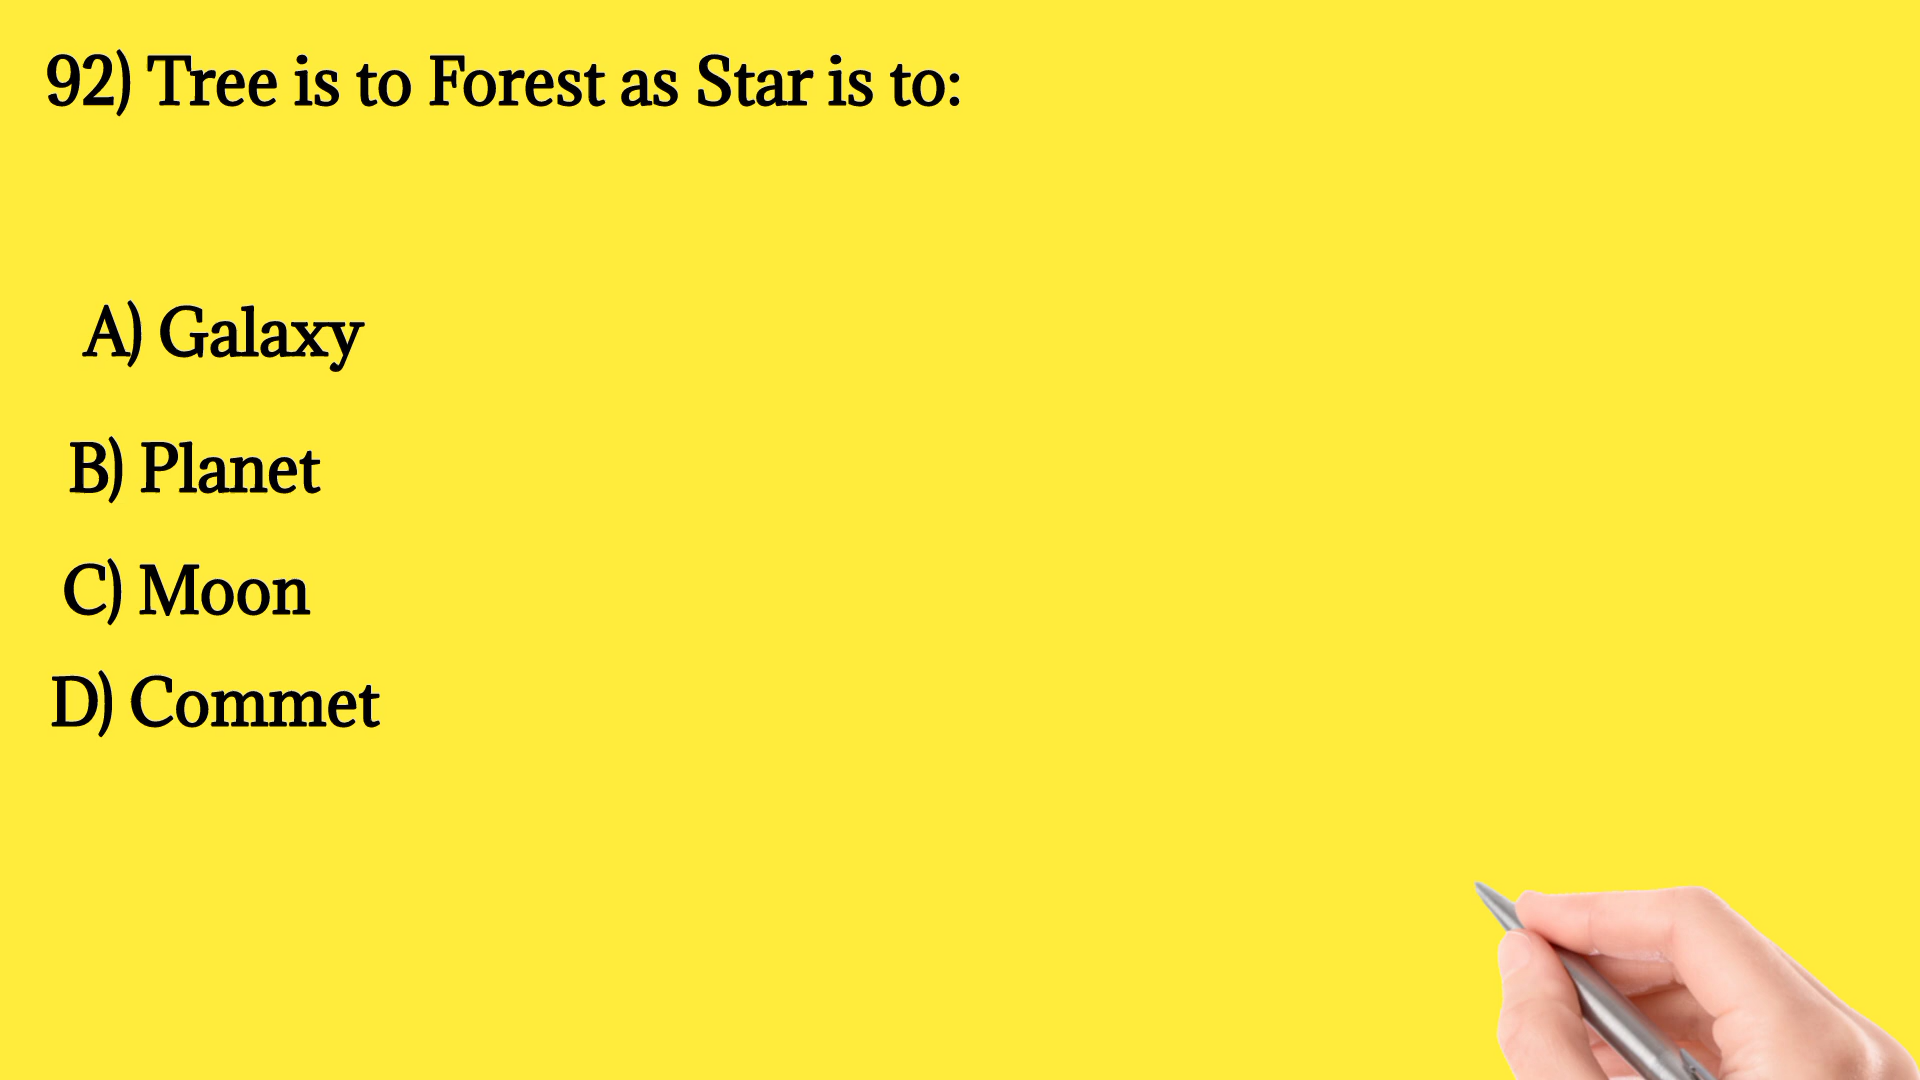 92) Tree is to Forest as Star is to:
A) Galaxy
B) Planet
C) Moon
D) Commet